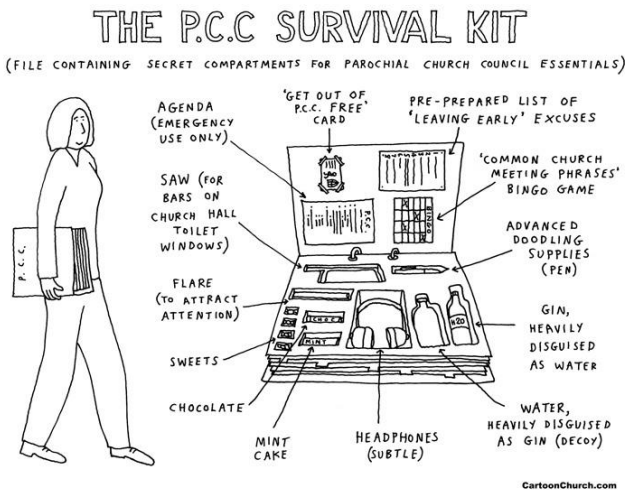 THE P.C.C SURVIVAL KIT
(FILE CONTAINING SECRET COMPARTMENTS FOR PAROCHIAL CHURCH COUNCIL ESSENTIALS)
AGENDA
(EMERGENCY
USE ONLY)
'GET OUT OF
P.C.C. FREE'
CARD
PRE-PREPARED LIST OF
'LEAVING EARLY' EXCUSES
'COMMON CHURCH
MEETING PHRASES'
BINGO GAME
SAW (FOR
BARS ON
CHURCH HALL
TOILET
WINDOWS)
ADVANCED
DOODLING
SUPPLIES
(PEN)
FLARE
(TO ATTRACT
ATTENTION)
GIN,
HEAVILY
DISGUISED
AS WATER
SWEETS
CHOCOLATE
MINT
CAKE
HEADPHONES
(SUBTLE)
WATER,
HEAVILY DISGUISED
AS GIN (DECOY)
P.C.C.
P.C.C.
BINGO
CHOC
MINT
H2O
CartoonChurch.com